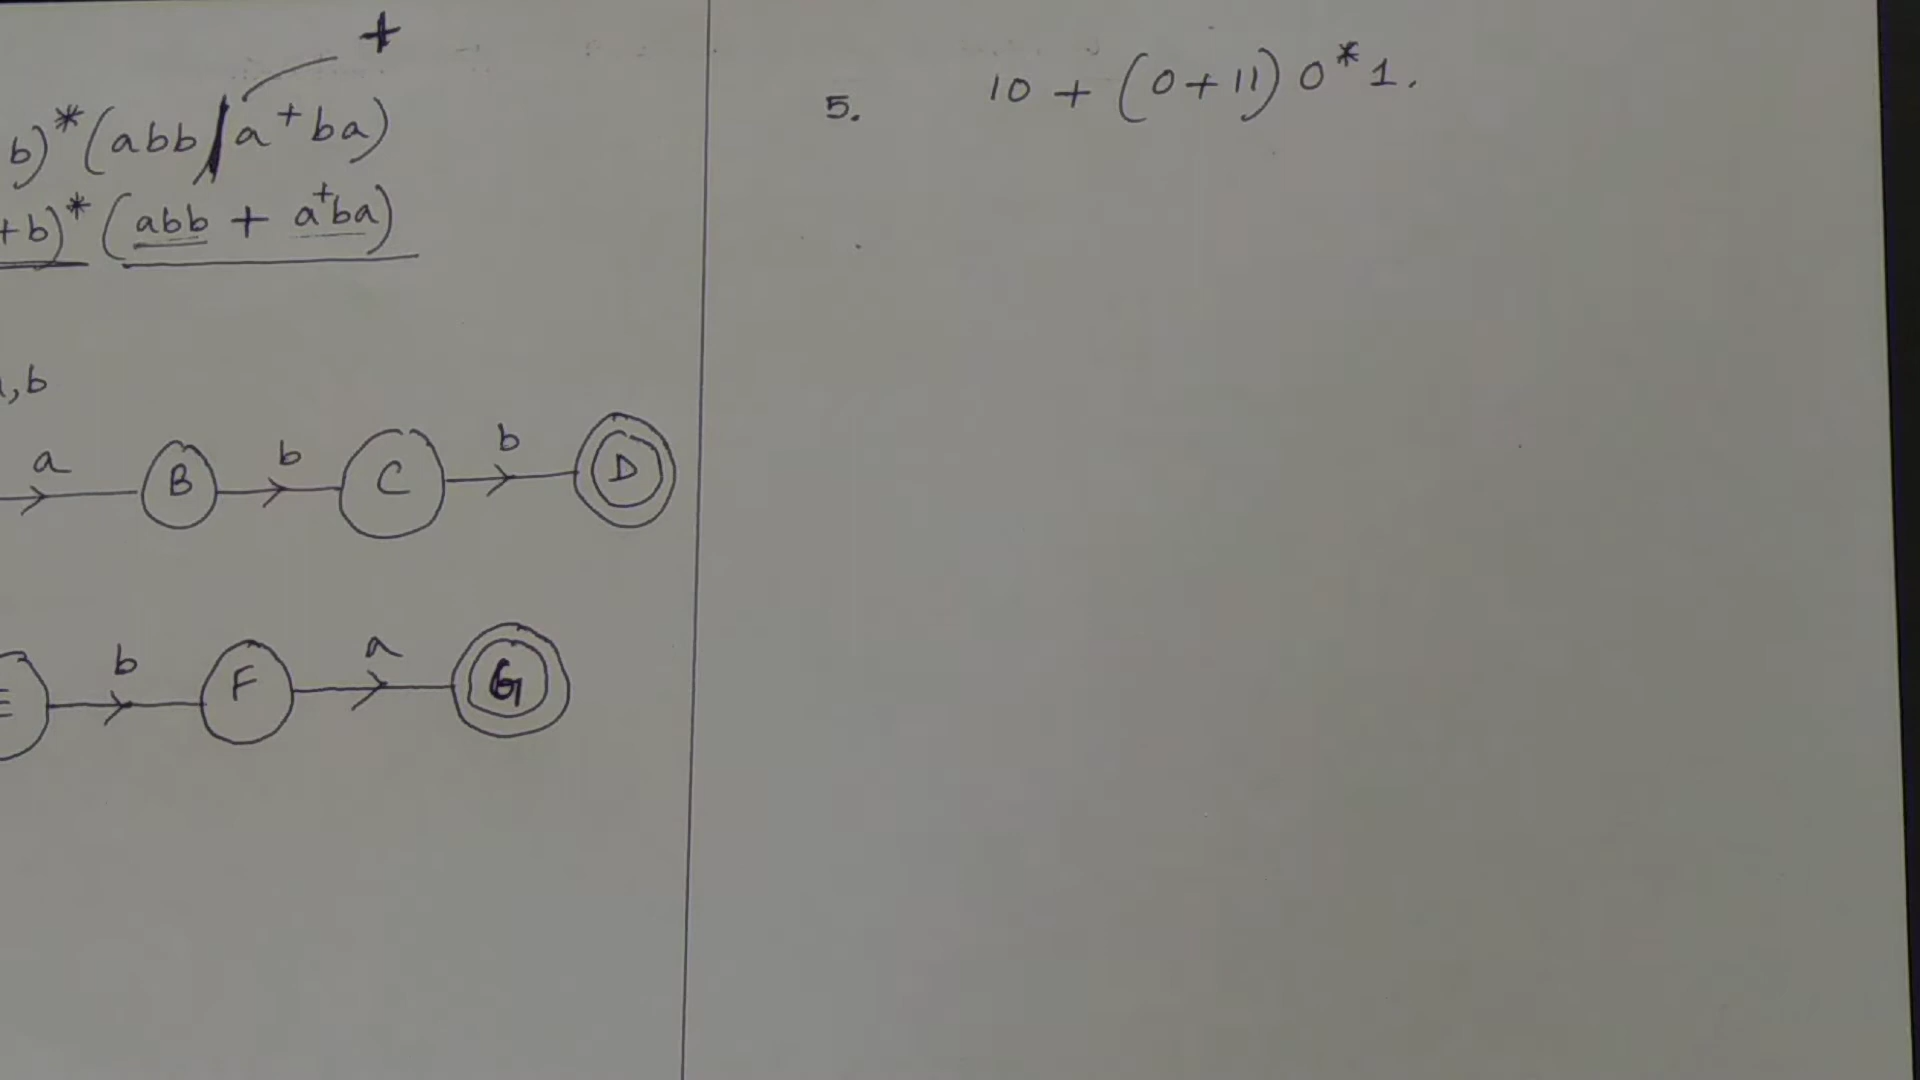 +
b)*(abb/a⁺ba)
+b)*(abb + a⁺ba)
,b
a B b C b D
E b F a G
5. 10 + (0+11) 0*1.